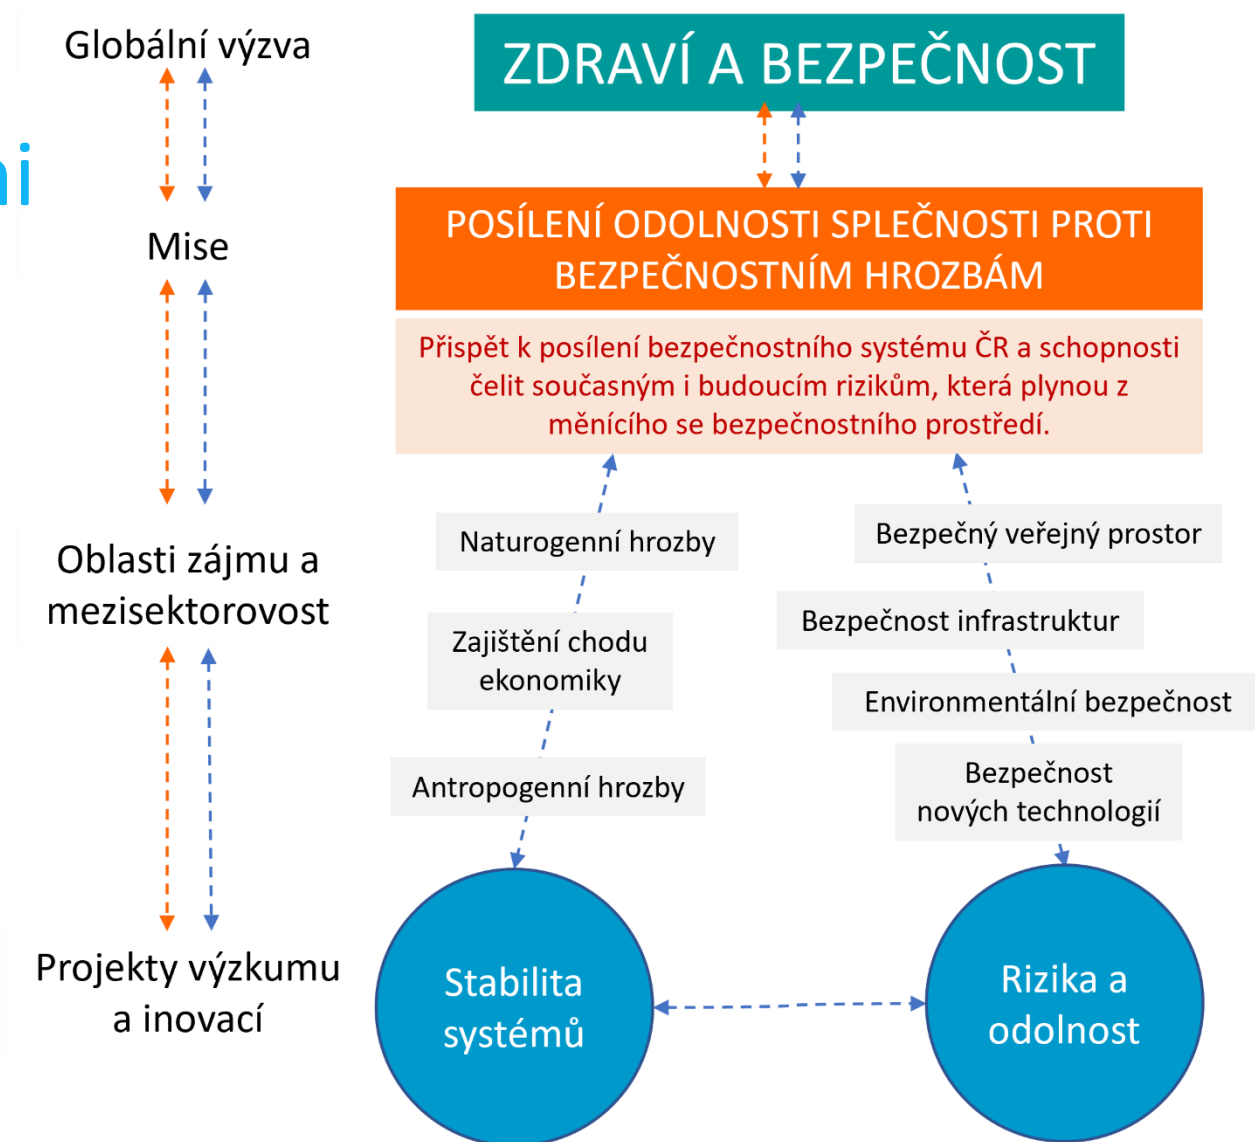 Globální výzva
ZDRAVÍ A BEZPEČNOST
ni
Mise
POSÍLENÍ ODOLNOSTI SPLEČNOSTI PROTI
BEZPEČNOSTNÍM HROZBÁM
Přispět k posílení bezpečnostního systému ČR a schopnosti
čelit současným i budoucím rizikům, která plynou z
měnícího se bezpečnostního prostředí.
Oblasti zájmu a
mezisektorovost
Naturogenní hrozby
Zajištění chodu
ekonomiky
Antropogenní hrozby
Bezpečný veřejný prostor
Bezpečnost infrastruktur
Environmentální bezpečnost
Bezpečnost
nových technologií
Projekty výzkumu
a inovací
Stabilita
systémů
Rizika a
odolnost